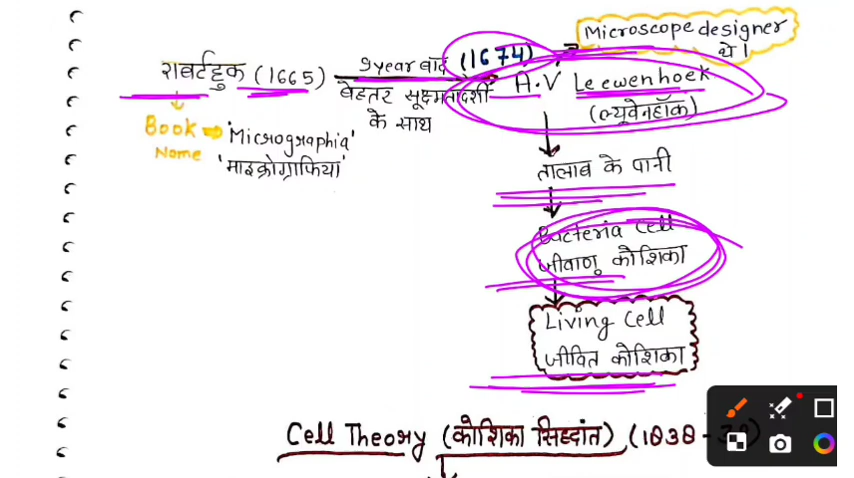 Microscope designer
थे।
राबर्टहुक (1665)
9 year बाद (1674)
A.V Leewenhoek
बेहतर सूक्ष्मदर्शी
के साथ
(ल्यूवेनहॉक)
Book
Name
'Micrographia'
'माइक्रोग्राफिया'
तालाब के पानी
Bacteria Cell
जीवाणु कोशिका
Living Cell
जीवित कोशिका
Cell Theory (कोशिका सिद्धांत) (1838-